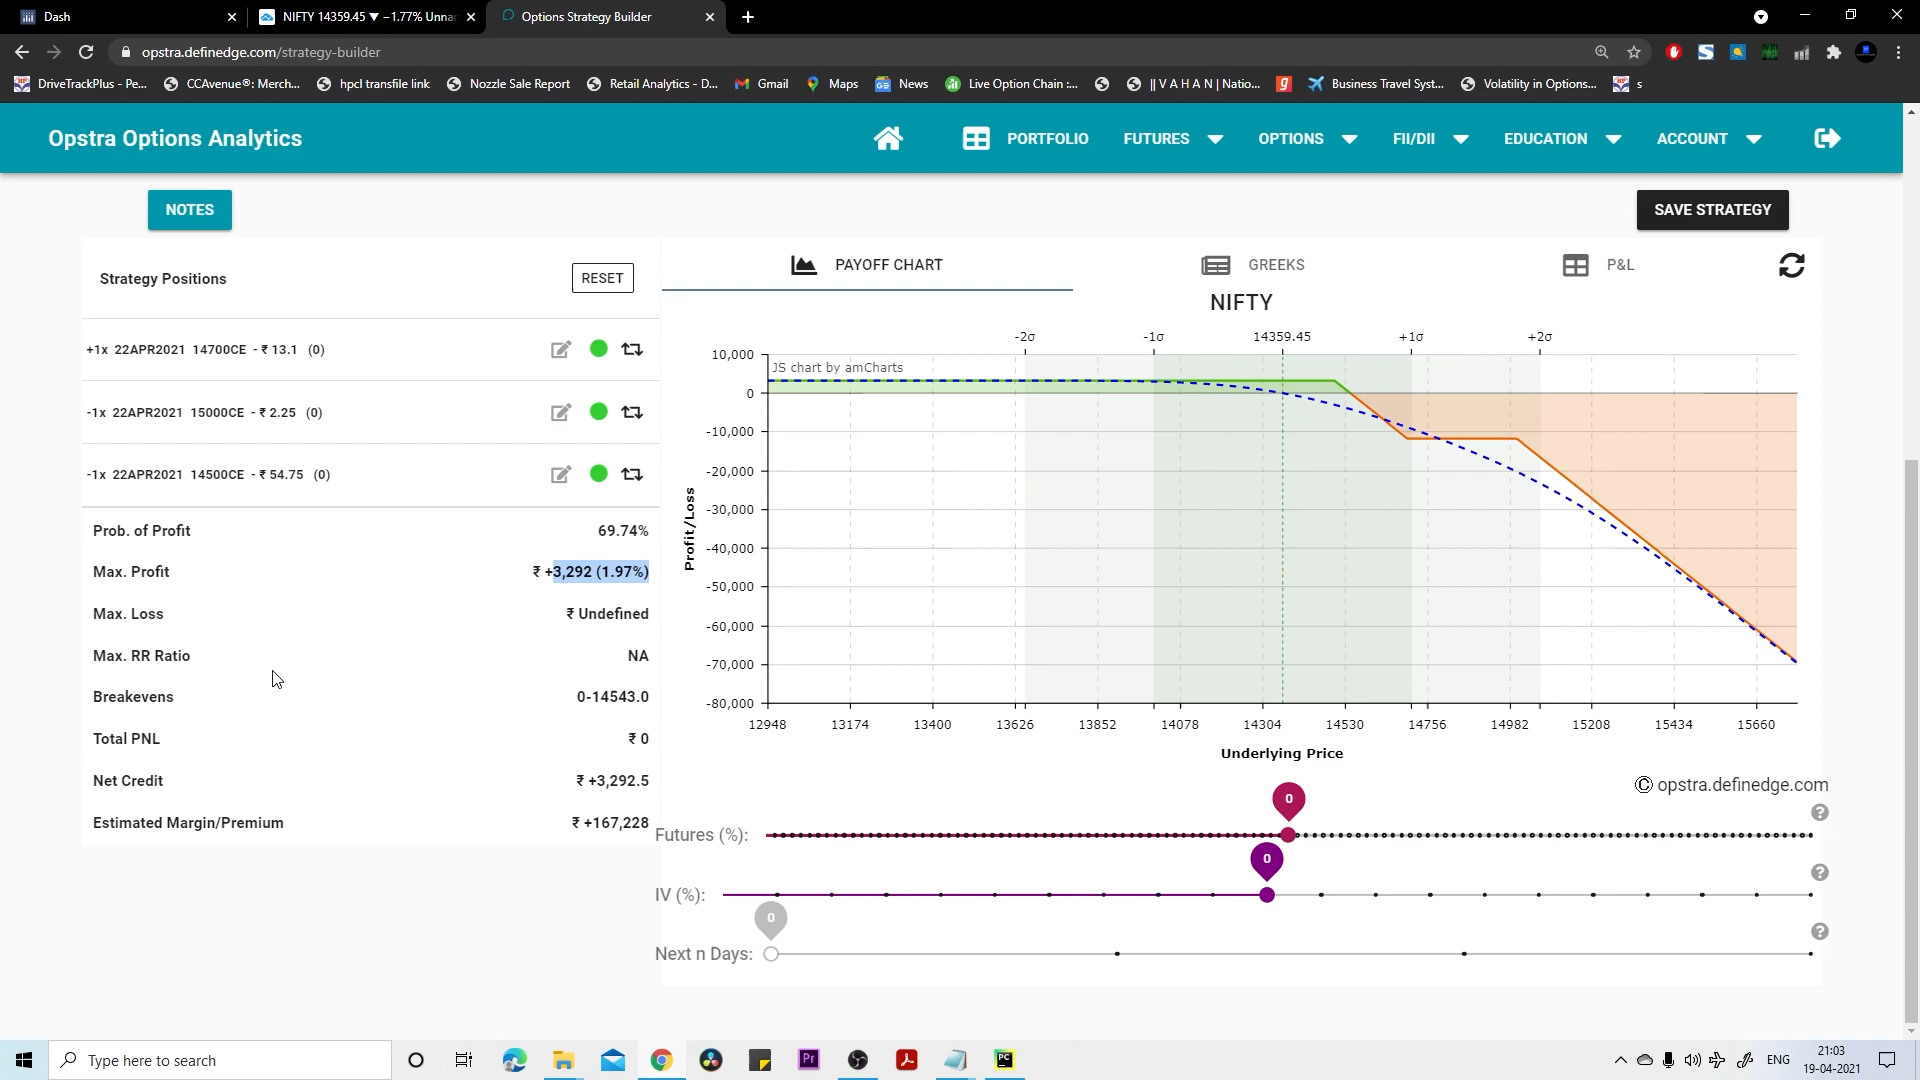 Dash
NIFTY 14359.45 ▼ −1.77% Unnar
Options Strategy Builder
opstra.definedge.com/strategy-builder
DriveTrackPlus - Pe...
CCAvenue®: Merch...
hpcl transfile link
Nozzle Sale Report
Retail Analytics - D...
Gmail
Maps
News
Live Option Chain :...
|| V A H A N | Natio...
Business Travel Syst...
Volatility in Options...
s
Opstra Options Analytics
PORTFOLIO
FUTURES
OPTIONS
FII/DII
EDUCATION
ACCOUNT
NOTES
SAVE STRATEGY
Strategy Positions
RESET
+1x 22APR2021 14700CE - ₹ 13.1 (0)
-1x 22APR2021 15000CE - ₹ 2.25 (0)
-1x 22APR2021 14500CE - ₹ 54.75 (0)
Prob. of Profit 69.74%
Max. Profit ₹ +3,292 (1.97%)
Max. Loss ₹ Undefined
Max. RR Ratio NA
Breakevens 0-14543.0
Total PNL ₹ 0
Net Credit ₹ +3,292.5
Estimated Margin/Premium ₹ +167,228
PAYOFF CHART
GREEKS
P&L
NIFTY
-2σ -1σ 14359.45 +1σ +2σ
JS chart by amCharts
10,000
0
-10,000
-20,000
-30,000
-40,000
-50,000
-60,000
-70,000
-80,000
Profit/Loss
12948 13174 13400 13626 13852 14078 14304 14530 14756 14982 15208 15434 15660
Underlying Price
© opstra.definedge.com
0
Futures (%):
?
0
IV (%):
?
0
Next n Days:
?
Type here to search
Pr
PC
ENG
21:03
19-04-2021